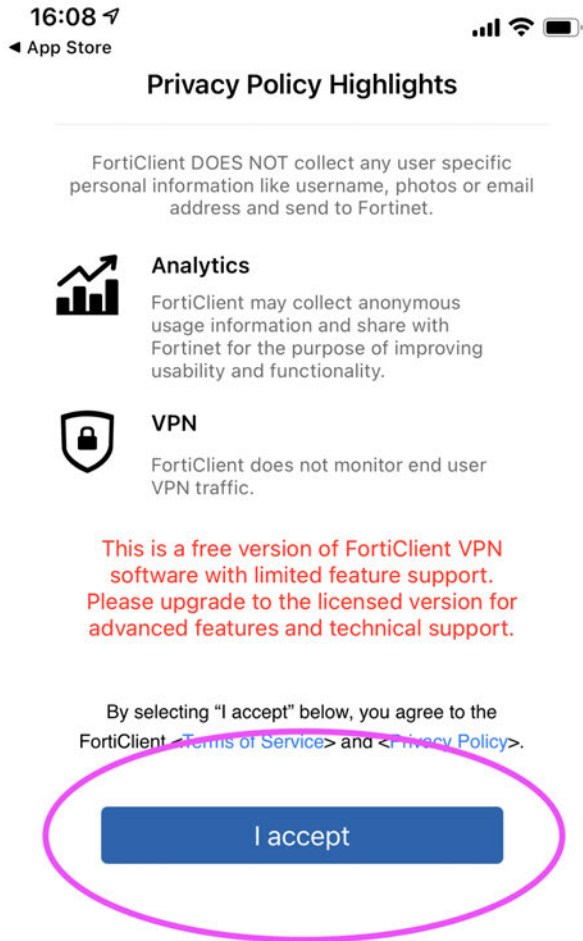 16:08
App Store
Privacy Policy Highlights
FortiClient DOES NOT collect any user specific
personal information like username, photos or email
address and send to Fortinet.
Analytics
FortiClient may collect anonymous
usage information and share with
Fortinet for the purpose of improving
usability and functionality.
VPN
FortiClient does not monitor end user
VPN traffic.
This is a free version of FortiClient VPN
software with limited feature support.
Please upgrade to the licensed version for
advanced features and technical support.
By selecting “I accept” below, you agree to the
FortiClient <Terms of Service> and <Privacy Policy>.
I accept